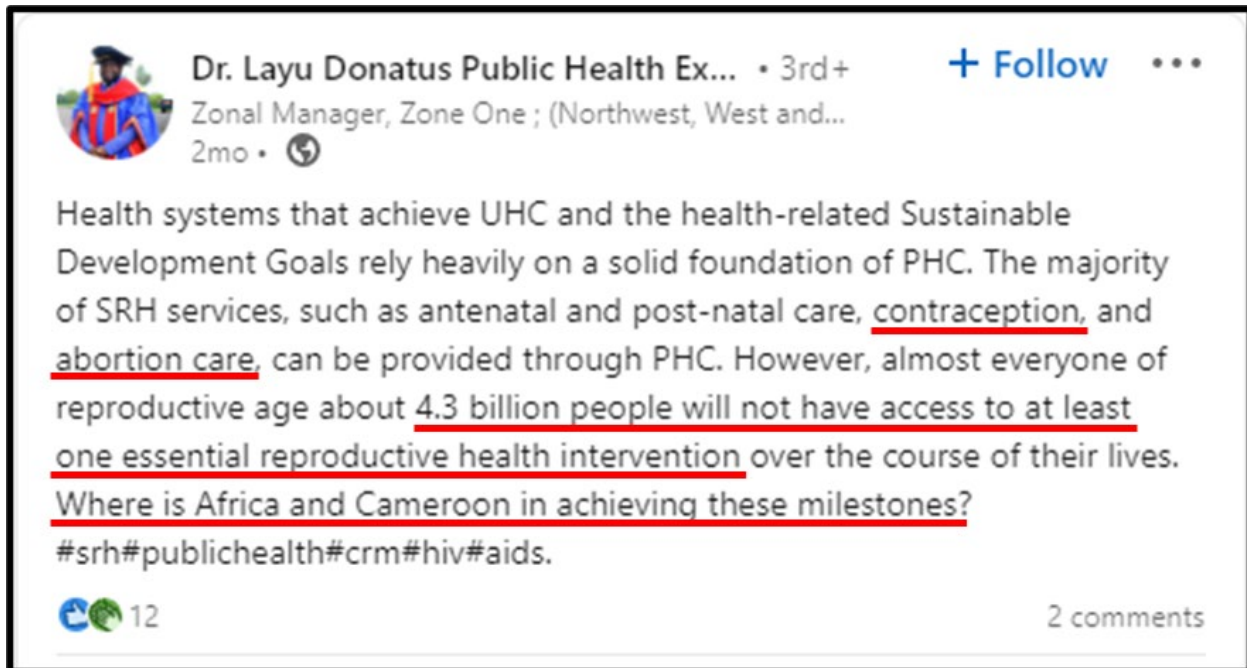 Dr. Layu Donatus Public Health Ex... • 3rd+
+ Follow
Zonal Manager, Zone One ; (Northwest, West and...
2mo •
Health systems that achieve UHC and the health-related Sustainable
Development Goals rely heavily on a solid foundation of PHC. The majority
of SRH services, such as antenatal and post-natal care, contraception, and
abortion care, can be provided through PHC. However, almost everyone of
reproductive age about 4.3 billion people will not have access to at least
one essential reproductive health intervention over the course of their lives.
Where is Africa and Cameroon in achieving these milestones?
#srh#publichealth#crm#hiv#aids.
12
2 comments